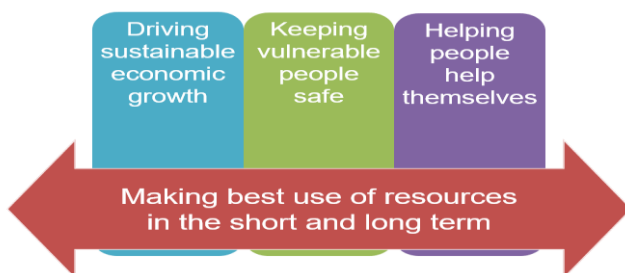 Driving
sustainable
economic
growth
Keeping
vulnerable
people
safe
Helping
people
help
themselves
Making best use of resources
in the short and long term